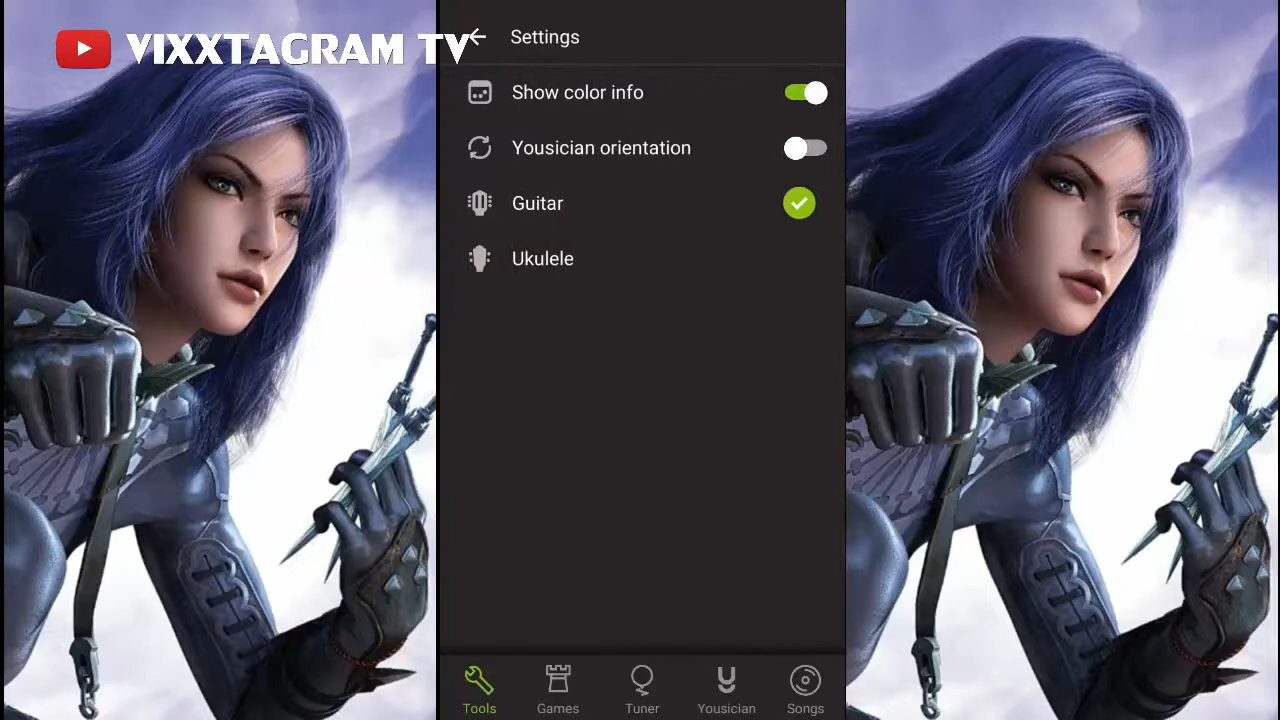 VIXXTAGRAM TV
Settings
Show color info
Yousician orientation
Guitar
Ukulele
Tools
Games
Tuner
Yousician
Songs